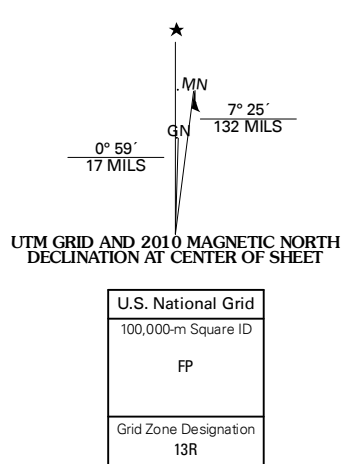 MN
7° 25´
132 MILS
GN
0° 59´
17 MILS
UTM GRID AND 2010 MAGNETIC NORTH
DECLINATION AT CENTER OF SHEET
U.S. National Grid
100,000-m Square ID
FP
Grid Zone Designation
13R